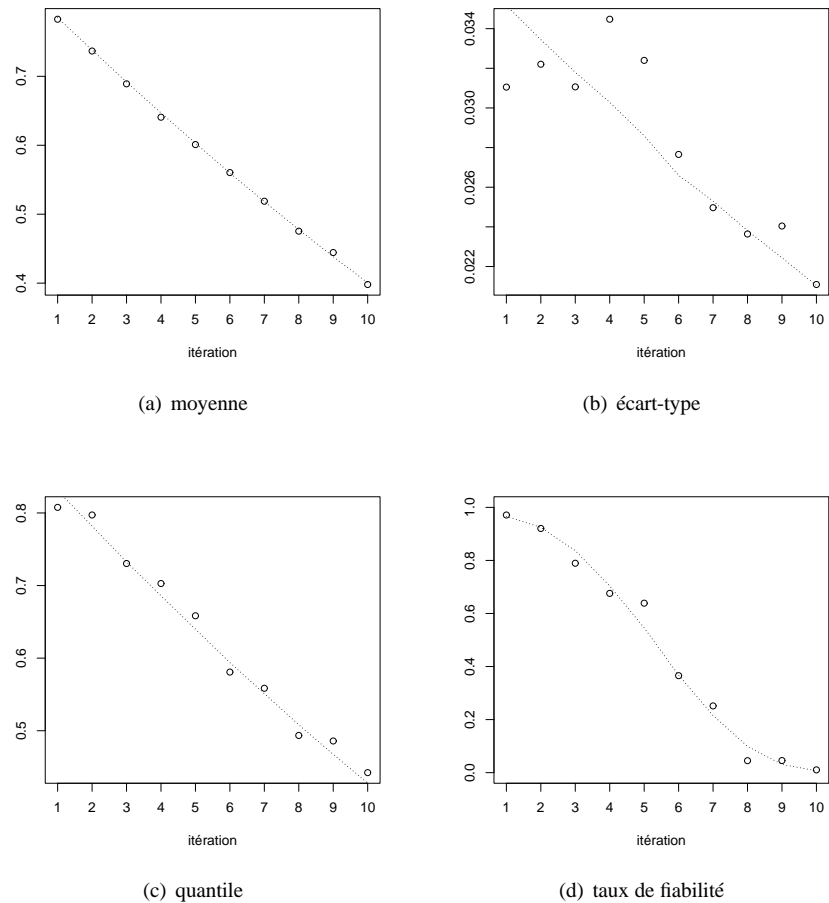 0.4 0.5 0.6 0.7
1 2 3 4 5 6 7 8 9 10
itération
(a) moyenne
0.022 0.026 0.030 0.034
1 2 3 4 5 6 7 8 9 10
itération
(b) écart-type
0.5 0.6 0.7 0.8
1 2 3 4 5 6 7 8 9 10
itération
(c) quantile
0.0 0.2 0.4 0.6 0.8 1.0
1 2 3 4 5 6 7 8 9 10
itération
(d) taux de fiabilité